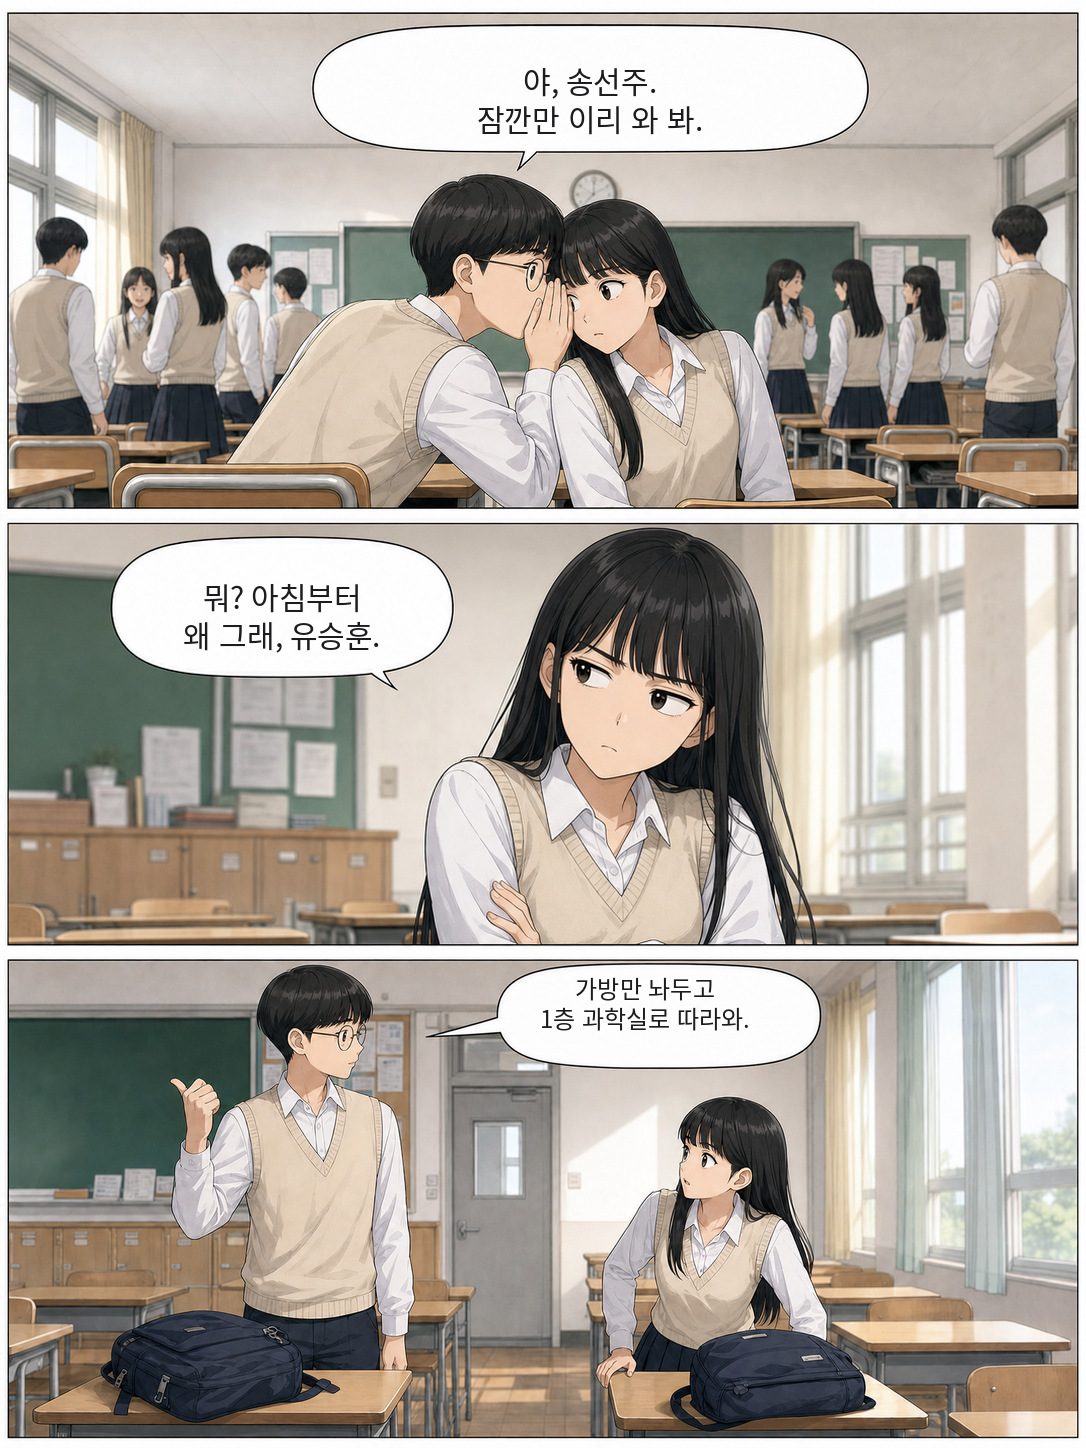 야, 송선주.
잠깐만 이리 와 봐.
뭐? 아침부터
왜 그래, 유승훈.
가방만 놔두고
1층 과학실로 따라와.